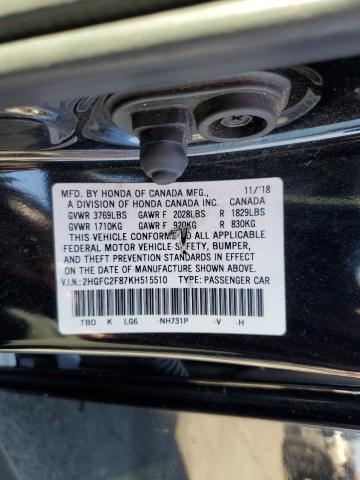 MFD. BY HONDA OF CANADA MFG., 11/'18
A DIVISION OF HONDA CANADA INC. CANADA
GVWR 3769LBS GAWR F 2028LBS R 1829LBS
GVWR 1710KG GAWR F 920KG R 830KG
THIS VEHICLE CONFORMS TO ALL APPLICABLE
FEDERAL MOTOR VEHICLE SAFETY, BUMPER,
AND THEFT PREVENTION STANDARDS IN EFFECT
ON THE DATE OF MANUFACTURE SHOWN ABOVE.
V.I.N.: 2HGFC2F87KH515510 TYPE: PASSENGER CAR
TBD K LG6 -NH731P -V -H